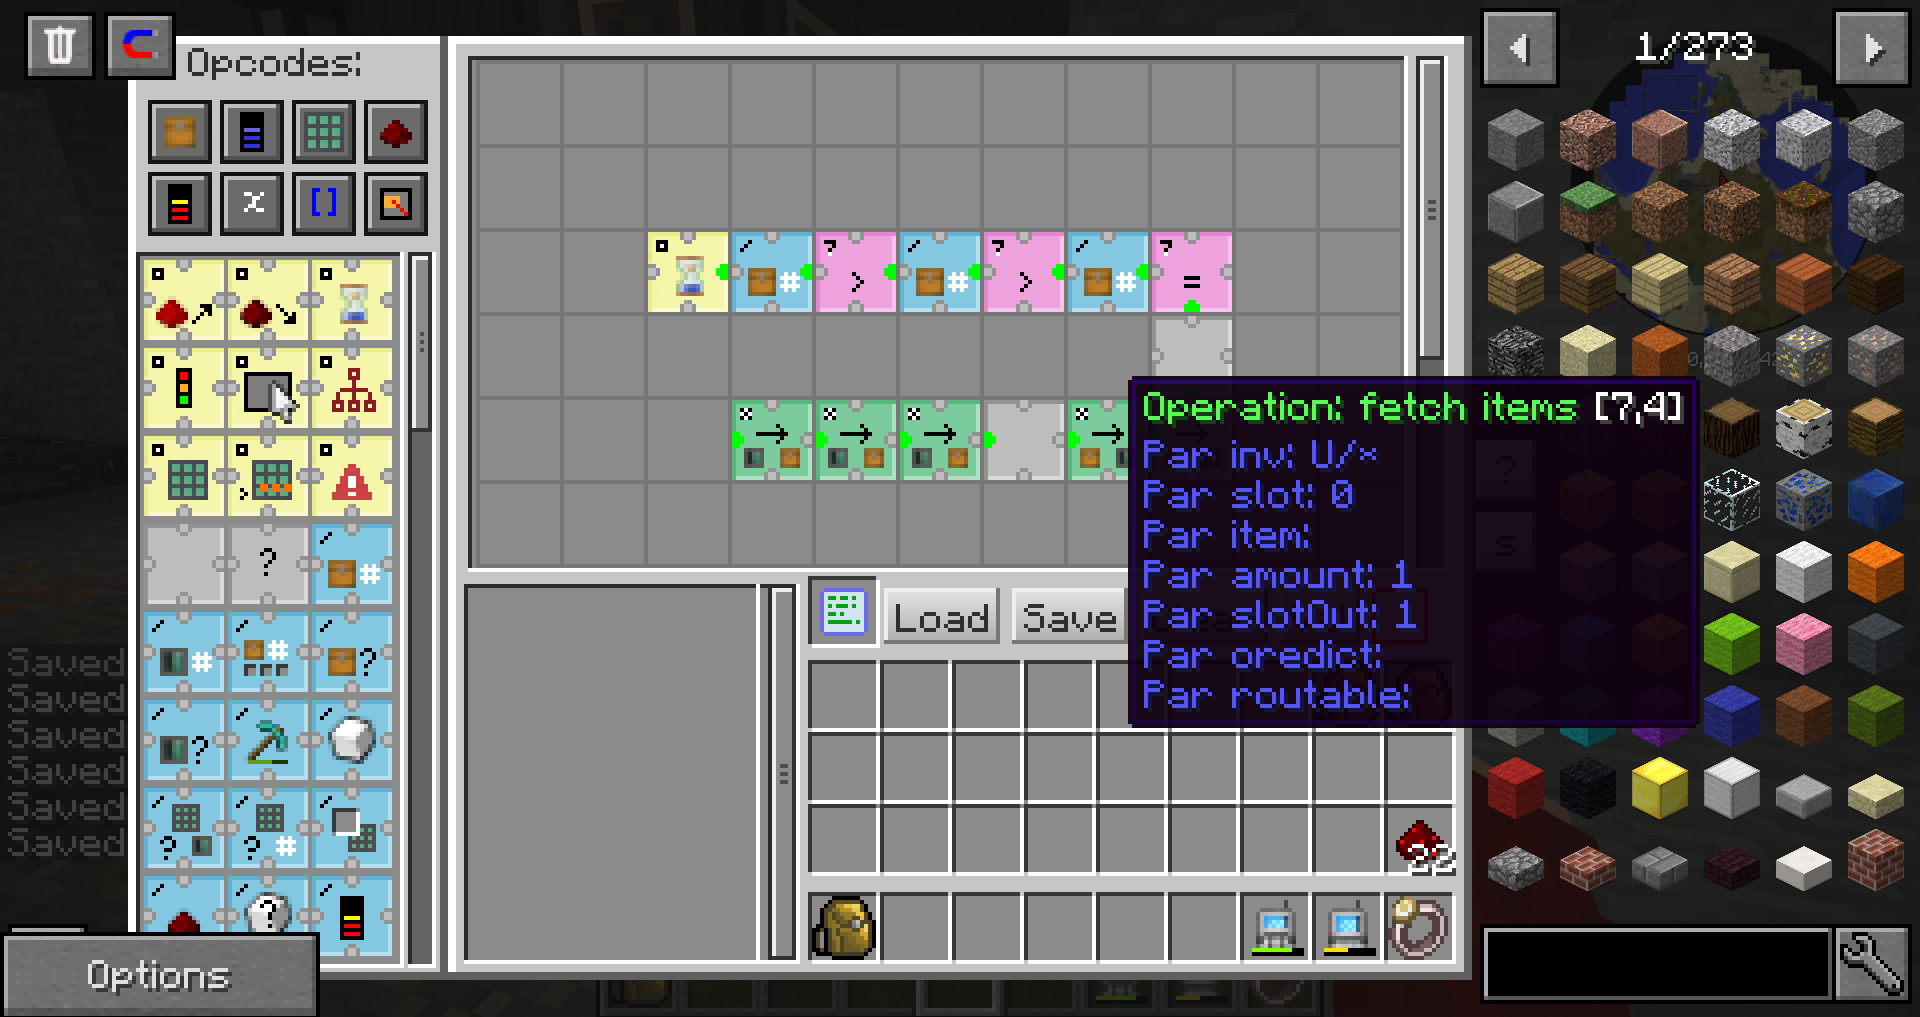 Opcodes:
1/273
Operation: fetch items [7,4]
Par inv: U/×
Par slot: 0
Par item:
Par amount: 1
Par slotOut: 1
Par oredict:
Par routable:
Load
Save
Saved
Saved
Saved
Saved
Saved
Saved
22
Options